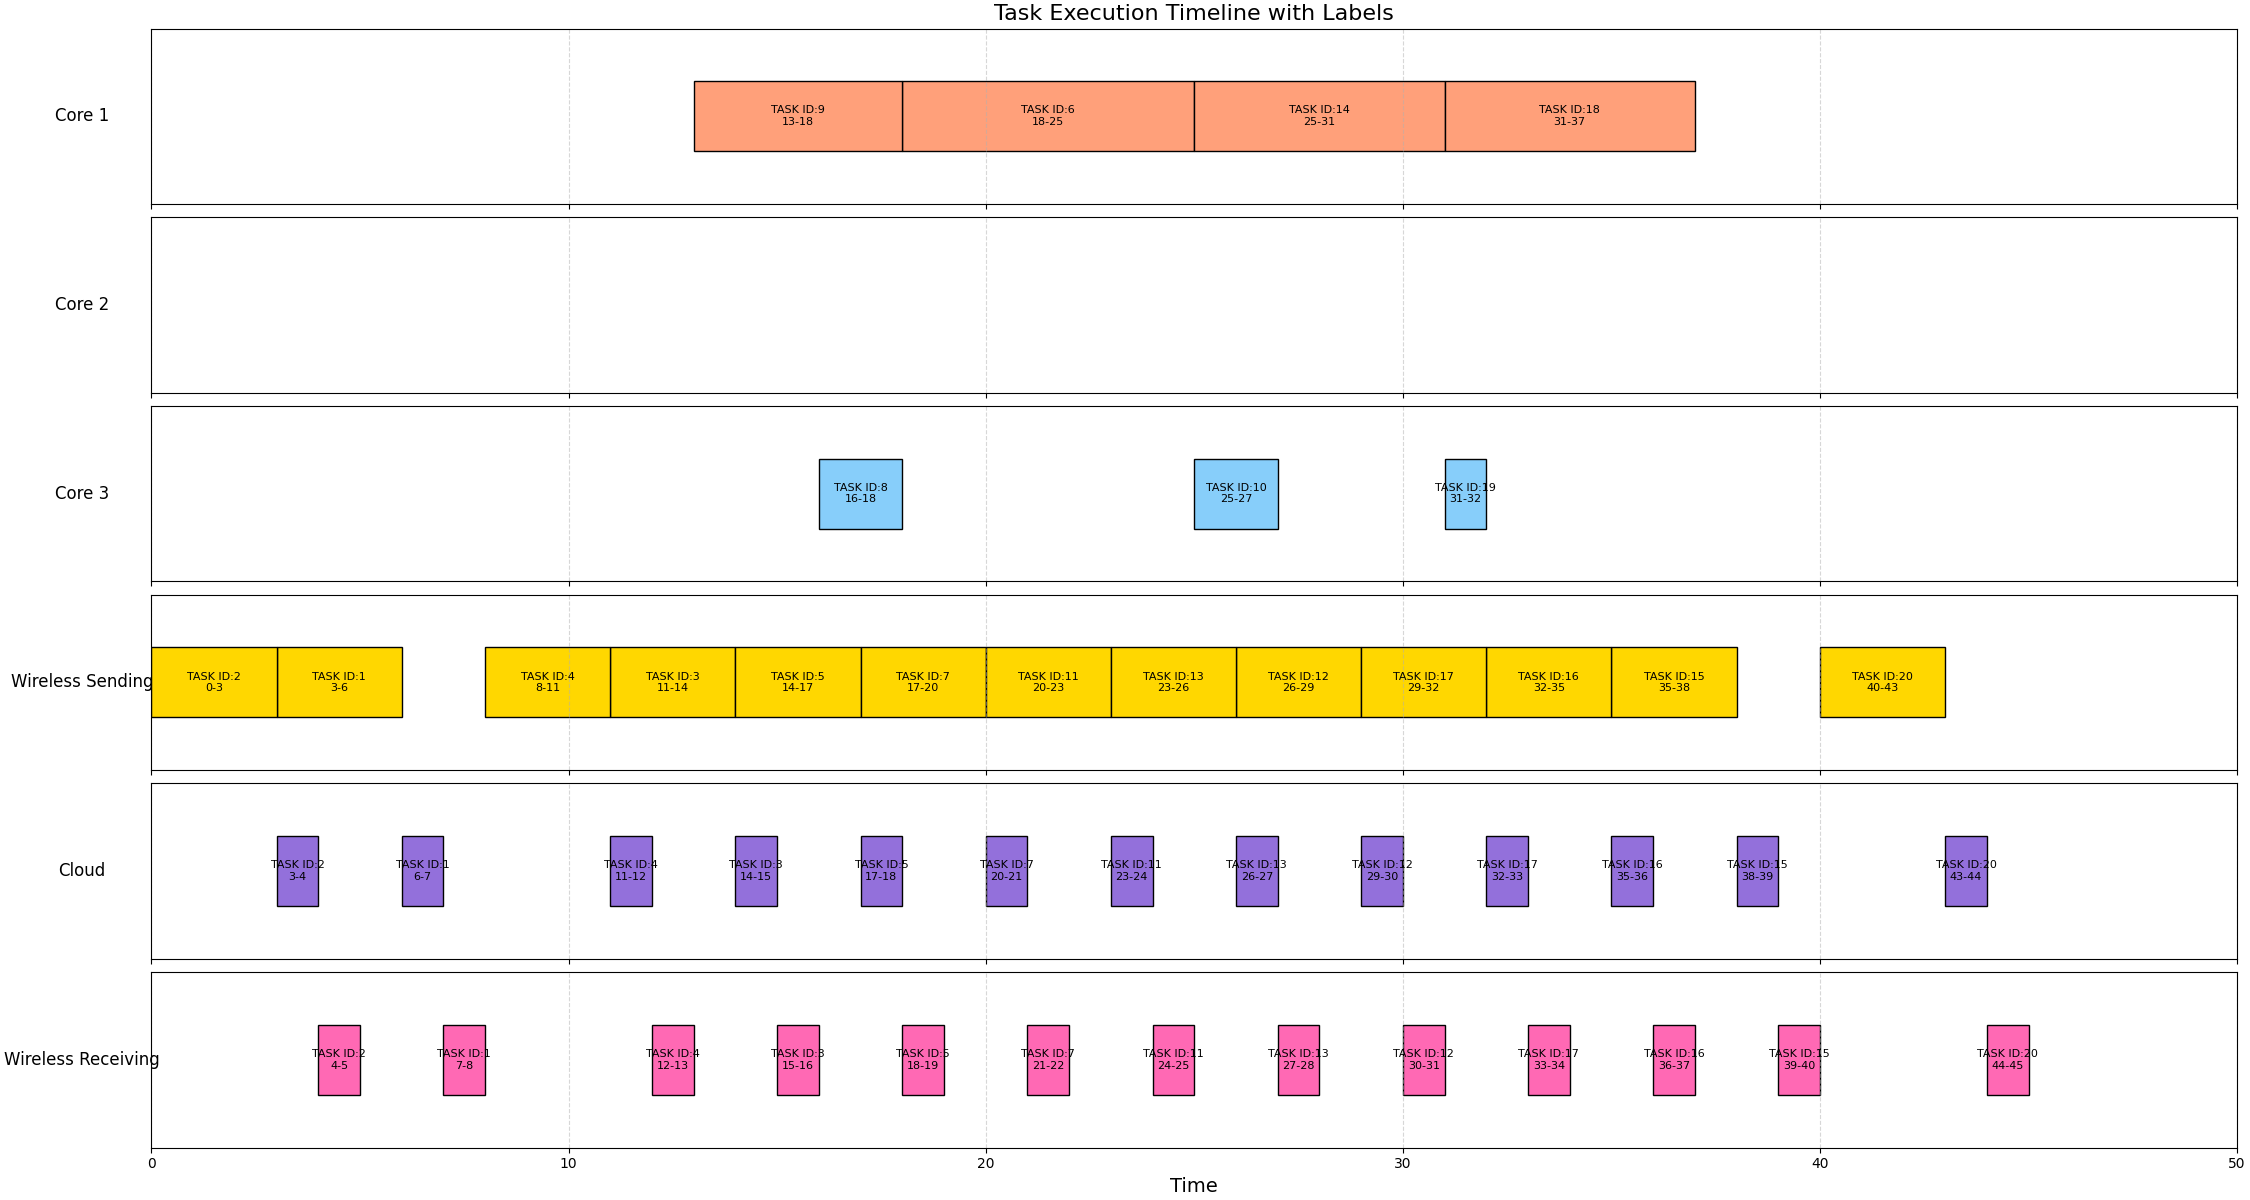 Task Execution Timeline with Labels
Core 1
TASK ID:9
13-18
TASK ID:6
18-25
TASK ID:14
25-31
TASK ID:18
31-37
Core 2
Core 3
TASK ID:8
16-18
TASK ID:10
25-27
TASK ID:19
31-32
Wireless Sending
TASK ID:2
0-3
TASK ID:1
3-6
TASK ID:4
8-11
TASK ID:3
11-14
TASK ID:5
14-17
TASK ID:7
17-20
TASK ID:11
20-23
TASK ID:13
23-26
TASK ID:12
26-29
TASK ID:17
29-32
TASK ID:16
32-35
TASK ID:15
35-38
TASK ID:20
40-43
Cloud
TASK ID:2
3-4
TASK ID:1
6-7
TASK ID:4
11-12
TASK ID:3
14-15
TASK ID:5
17-18
TASK ID:7
20-21
TASK ID:11
23-24
TASK ID:13
26-27
TASK ID:12
29-30
TASK ID:17
32-33
TASK ID:16
35-36
TASK ID:15
38-39
TASK ID:20
43-44
Wireless Receiving
TASK ID:2
4-5
TASK ID:1
7-8
TASK ID:4
12-13
TASK ID:3
15-16
TASK ID:5
18-19
TASK ID:7
21-22
TASK ID:11
24-25
TASK ID:13
27-28
TASK ID:12
30-31
TASK ID:17
33-34
TASK ID:16
36-37
TASK ID:15
39-40
TASK ID:20
44-45
0 10 20 30 40 50
Time